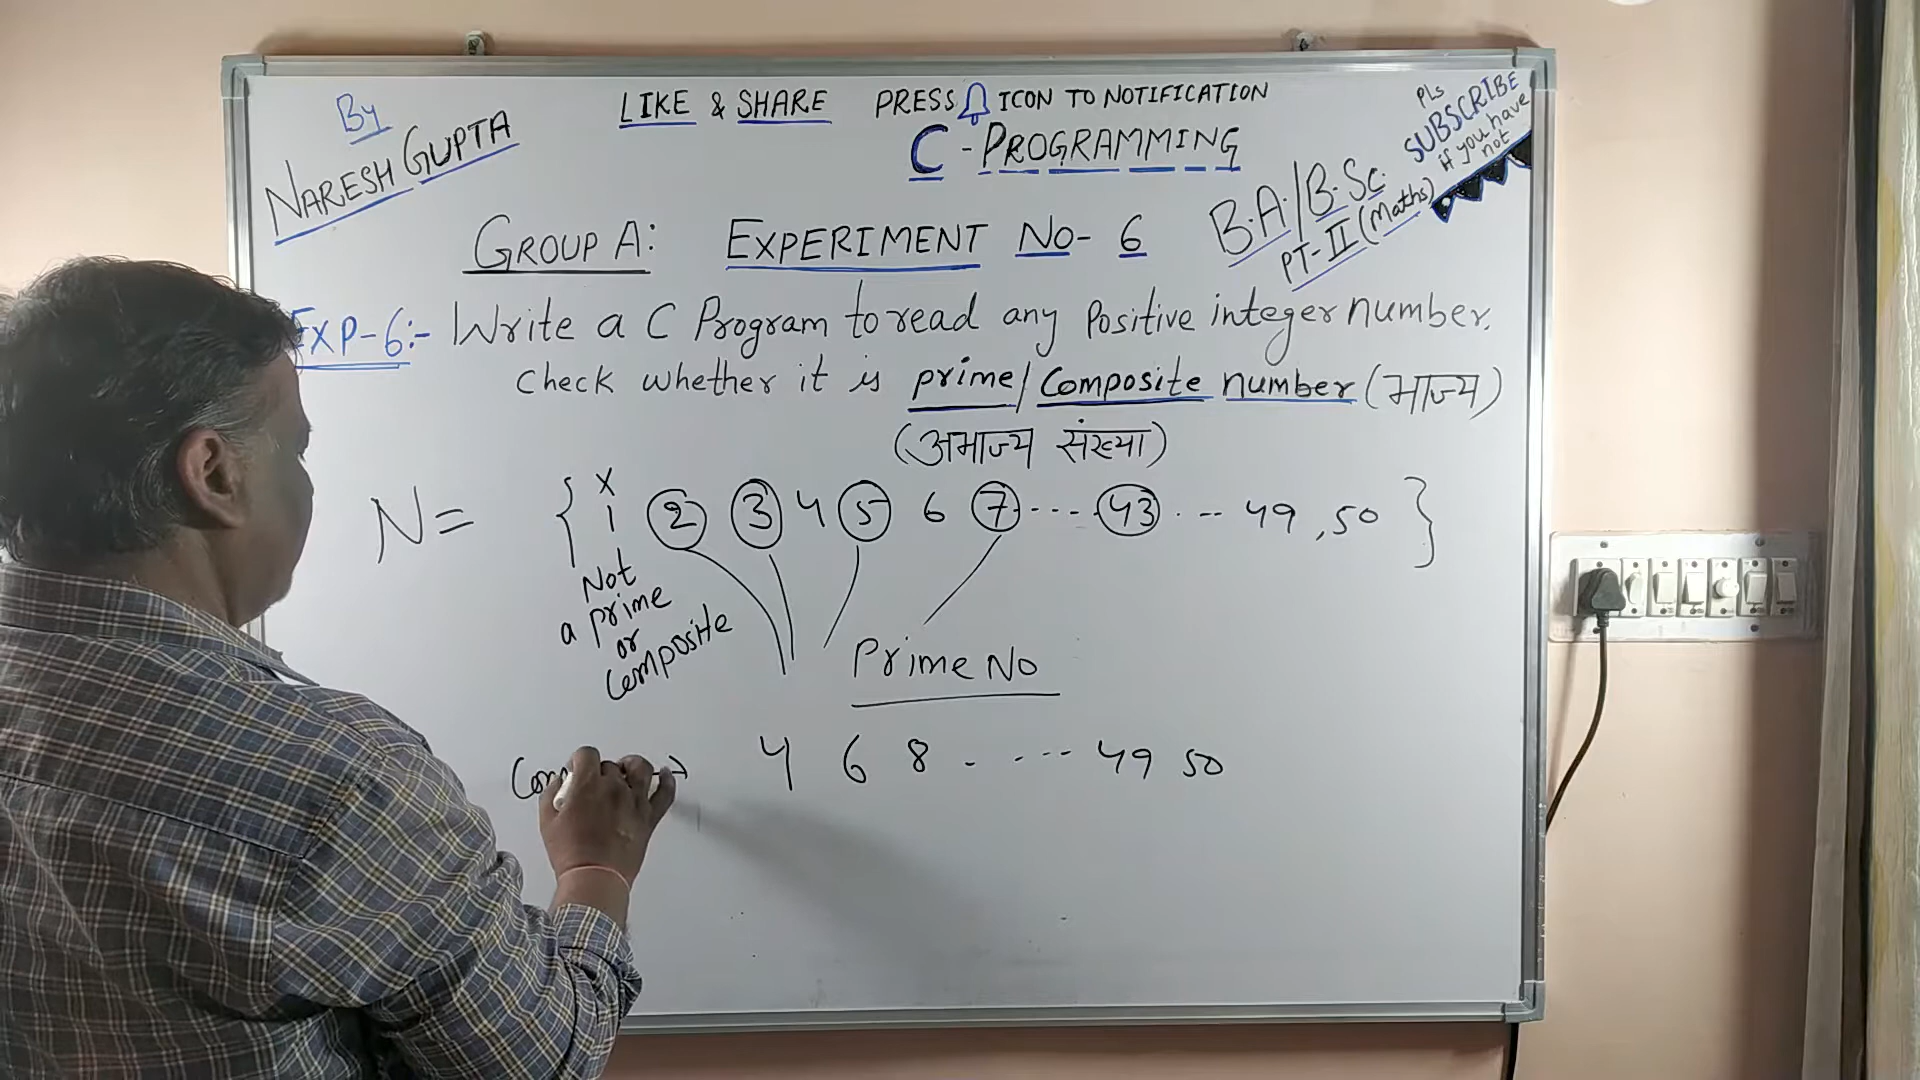 By
NARESH GUPTA
LIKE & SHARE PRESS ICON TO NOTIFICATION
C - PROGRAMMING
PLS
SUBSCRIBE
if you have
not
B.A./B.Sc.
PT-II (Maths)
GROUP A: EXPERIMENT No- 6
EXP-6:- Write a C Program to read any Positive integer number.
check whether it is prime/composite number (भाज्य)
(अभाज्य संख्या)
X
N= { 1 2 3 4 5 6 7 ---- 43 --- 49, 50 }
Not
a prime
or
composite
Prime No
→ 4 6 8 - --- 49 50